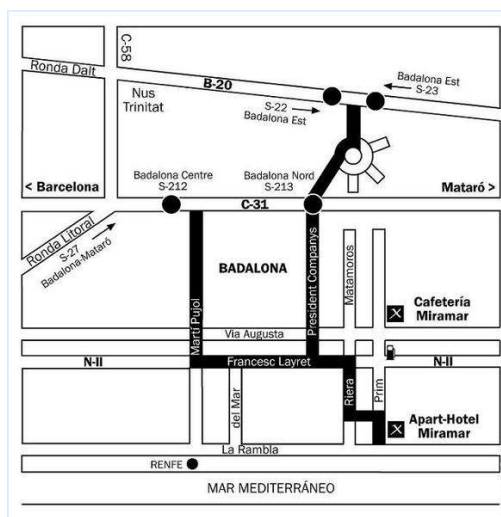 C-58
Ronda Dalt
B-20
Badalona Est
S-23
Nus
Trinitat
S-22
Badalona Est
Badalona Centre
S-212
Badalona Nord
S-213
< Barcelona
Mataró >
C-31
Ronda Litoral
S-27
Badalona-Mataró
BADALONA
Martí Pujol
President Companys
Matamoros
Cafetería
Miramar
Via Augusta
N-II
Francesc Layret
N-II
del Mar
Riera
Prim
Apart-Hotel
Miramar
La Rambla
RENFE
MAR MEDITERRÁNEO